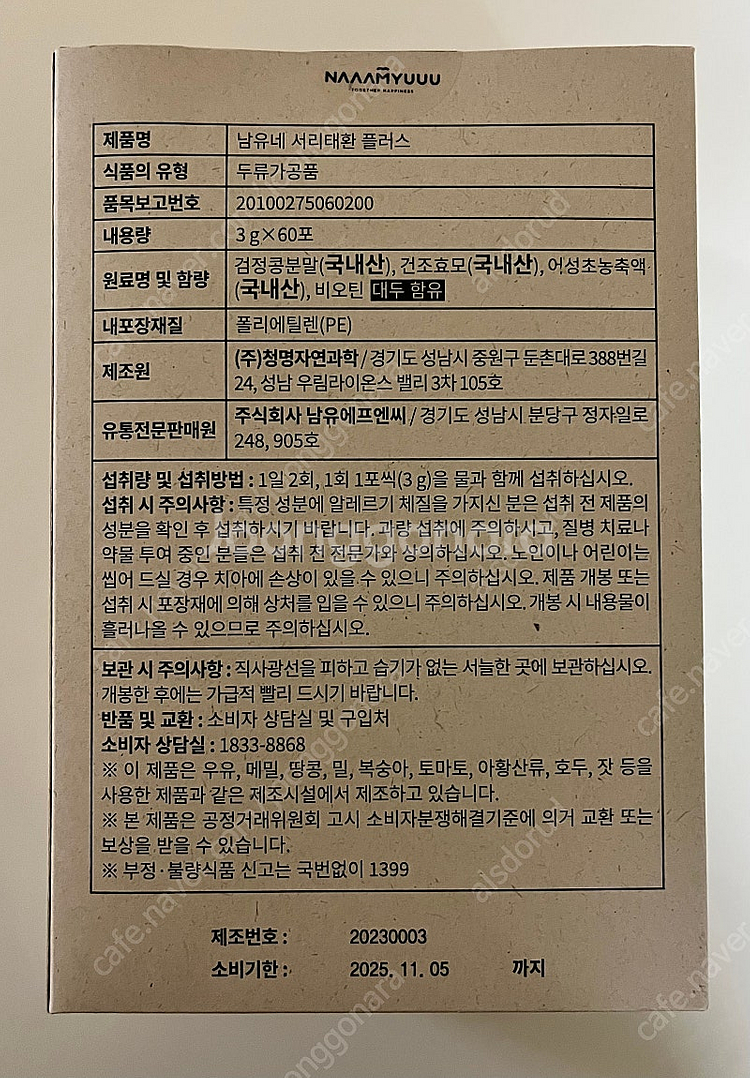 NAAAMYUUU
TOGETHER HAPPINESS
제품명 남유네 서리태환 플러스
식품의 유형 두류가공품
품목보고번호 20100275060200
내용량 3 g×60포
원료명 및 함량 검정콩분말(국내산), 건조효모(국내산), 어성초농축액
(국내산), 비오틴 대두 함유
내포장재질 폴리에틸렌(PE)
제조원 (주)청명자연과학 / 경기도 성남시 중원구 둔촌대로 388번길
24, 성남 우림라이온스 밸리 3차 105호
유통전문판매원 주식회사 남유에프엔씨 / 경기도 성남시 분당구 정자일로
248, 905호
섭취량 및 섭취방법 : 1일 2회, 1회 1포씩(3 g)을 물과 함께 섭취하십시오.
섭취 시 주의사항 : 특정 성분에 알레르기 체질을 가지신 분은 섭취 전 제품의
성분을 확인 후 섭취하시기 바랍니다. 과량 섭취에 주의하시고, 질병 치료나
약물 투여 중인 분들은 섭취 전 전문가와 상의하십시오. 노인이나 어린이는
씹어 드실 경우 치아에 손상이 있을 수 있으니 주의하십시오. 제품 개봉 또는
섭취 시 포장재에 의해 상처를 입을 수 있으니 주의하십시오. 개봉 시 내용물이
흘러나올 수 있으므로 주의하십시오.
보관 시 주의사항 : 직사광선을 피하고 습기가 없는 서늘한 곳에 보관하십시오.
개봉한 후에는 가급적 빨리 드시기 바랍니다.
반품 및 교환 : 소비자 상담실 및 구입처
소비자 상담실 : 1833-8868
※ 이 제품은 우유, 메밀, 땅콩, 밀, 복숭아, 토마토, 아황산류, 호두, 잣 등을
사용한 제품과 같은 제조시설에서 제조하고 있습니다.
※ 본 제품은 공정거래위원회 고시 소비자분쟁해결기준에 의거 교환 또는
보상을 받을 수 있습니다.
※ 부정·불량식품 신고는 국번없이 1399
제조번호 : 20230003
소비기한 : 2025. 11. 05 까지
alsdorud
alsdorud
cafe.naver
cafe.naver
cafe.naver